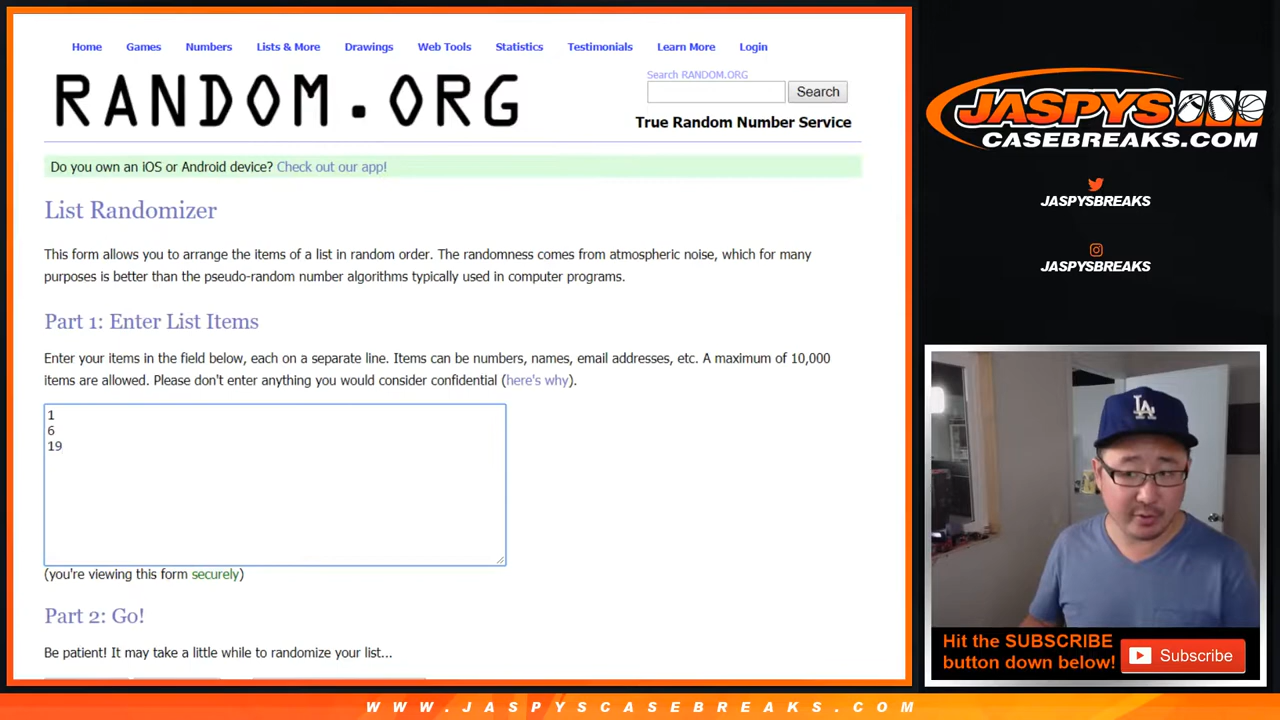 Home Games Numbers Lists & More Drawings Web Tools Statistics Testimonials Learn More Login
RANDOM.ORG
Search RANDOM.ORG
Search
True Random Number Service
Do you own an iOS or Android device? Check out our app!
List Randomizer
This form allows you to arrange the items of a list in random order. The randomness comes from atmospheric noise, which for many
purposes is better than the pseudo-random number algorithms typically used in computer programs.
Part 1: Enter List Items
Enter your items in the field below, each on a separate line. Items can be numbers, names, email addresses, etc. A maximum of 10,000
items are allowed. Please don't enter anything you would consider confidential (here's why).
1
6
19
(you're viewing this form securely)
Part 2: Go!
Be patient! It may take a little while to randomize your list...
JASPYS
CASEBREAKS.COM
JASPYSBREAKS
JASPYSBREAKS
LA
Hit the SUBSCRIBE
button down below!
Subscribe
WWW.JASPYSCASEBREAKS.COM